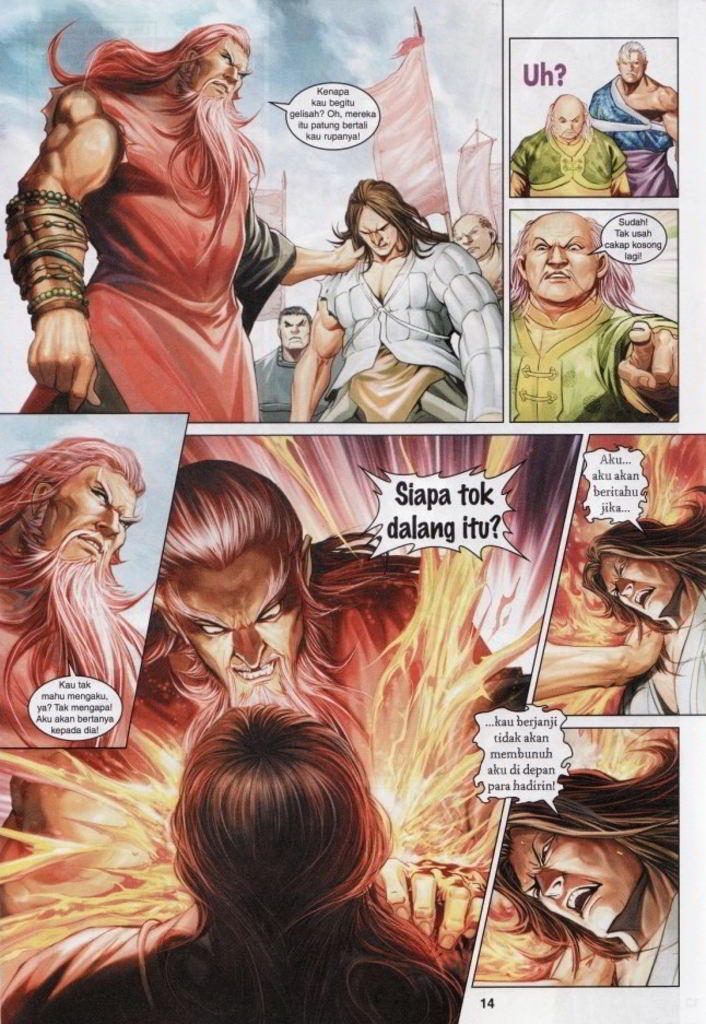 Kenapa
kau begitu
gelisah? Oh, mereka
itu patung bertali
kau rupanya!
Uh?
Sudah!
Tak usah
cakap kosong
lagi!
Kau tak
mahu mengaku,
ya? Tak mengapa!
Aku akan bertanya
kepada dia!
Siapa tok
dalang itu?
Aku...
aku akan
beritahu
jika...
...kau berjanji
tidak akan
membunuh
aku di depan
para hadirin!
14